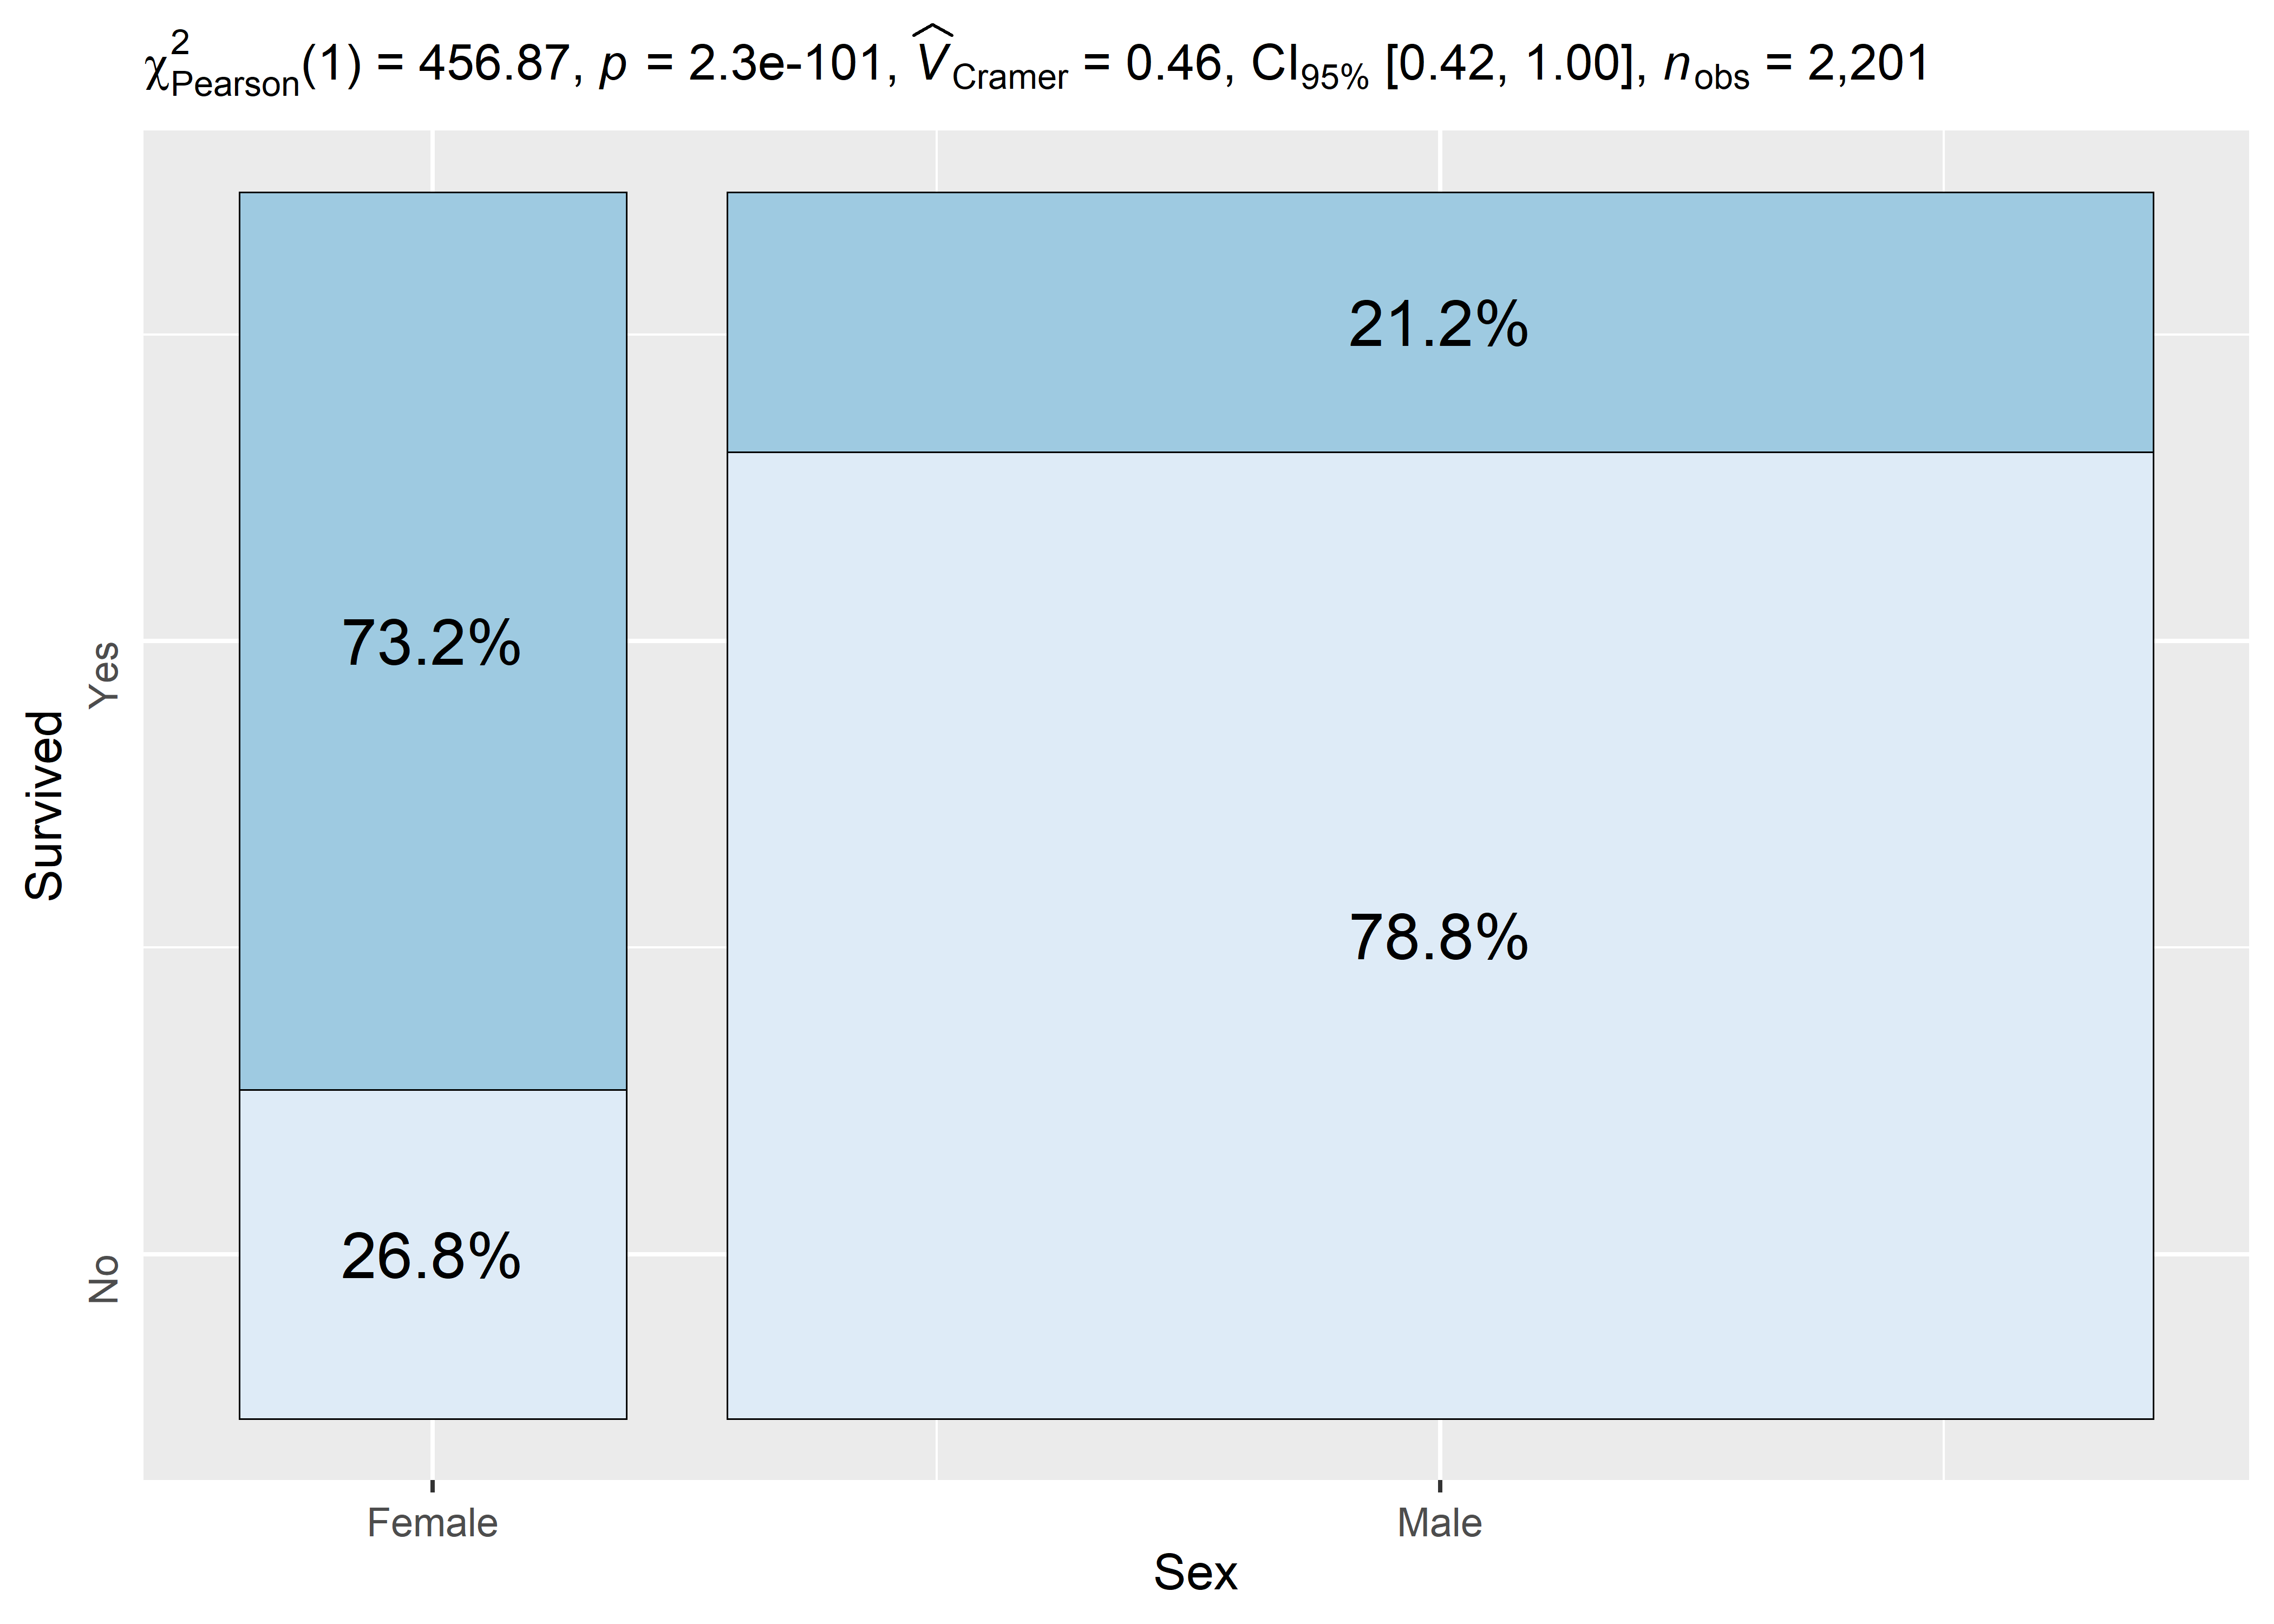 χ²Pearson(1) = 456.87, p = 2.3e-101, V̂Cramer = 0.46, CI95% [0.42, 1.00], nobs = 2,201
21.2%
73.2%
78.8%
26.8%
Survived
Yes
No
Female
Male
Sex